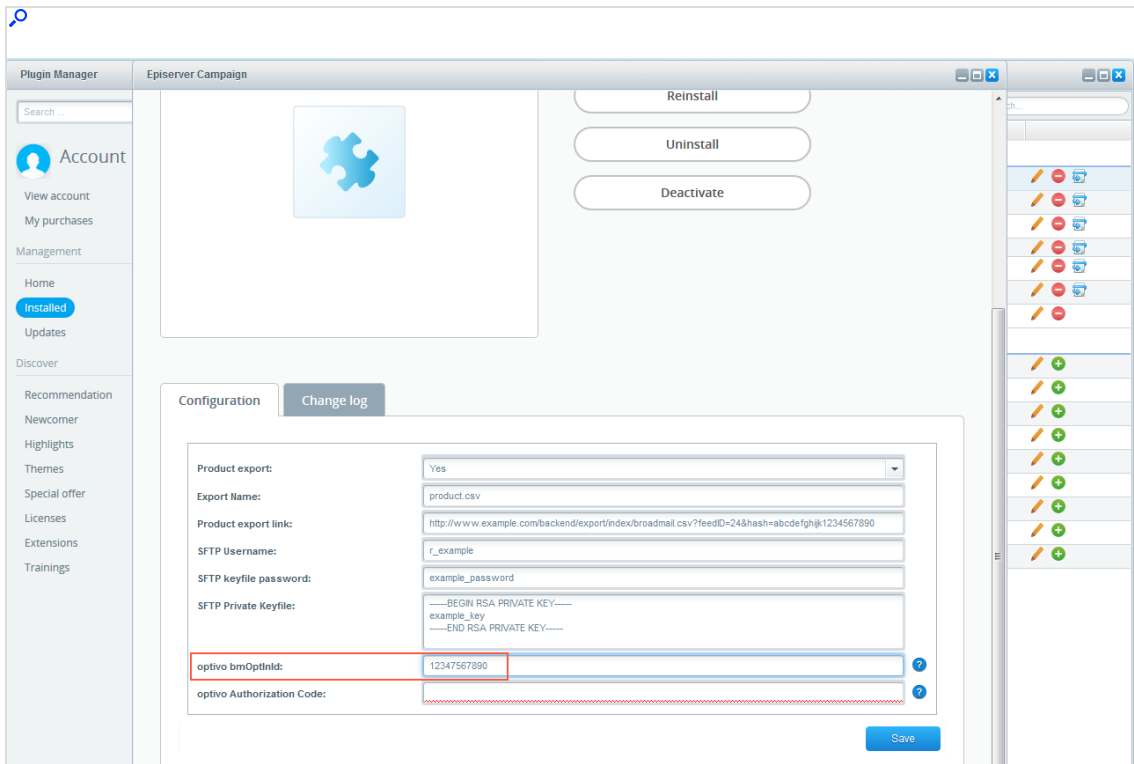 Plugin Manager
Episerver Campaign
Search ...
Account
View account
My purchases
Management
Home
Installed
Updates
Discover
Recommendation
Newcomer
Highlights
Themes
Special offer
Licenses
Extensions
Trainings
Reinstall
Uninstall
Deactivate
Configuration
Change log
Product export: Yes
Export Name: product.csv
Product export link: http://www.example.com/backend/export/index/broadmail.csv?feedID=24&hash=abcdefghijk1234567890
SFTP Username: r_example
SFTP keyfile password: example_password
SFTP Private Keyfile: -----BEGIN RSA PRIVATE KEY-----
example_key
-----END RSA PRIVATE KEY-----
optivo bmOptInId: 12347567890 ?
optivo Authorization Code: ?
Save